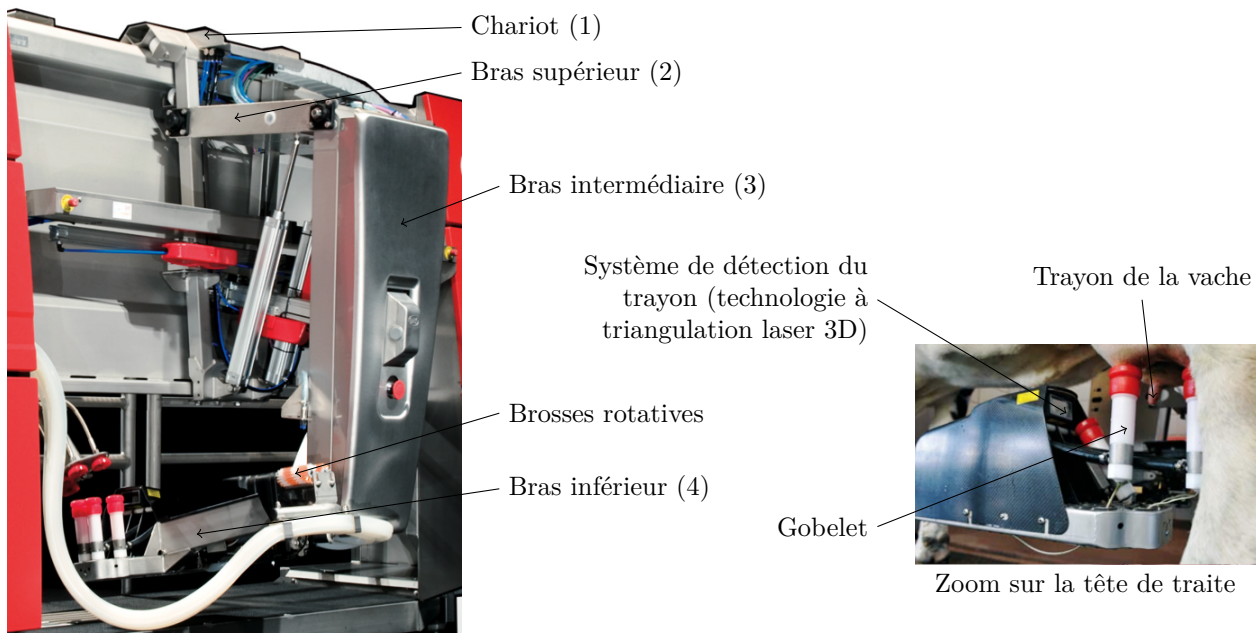 Chariot (1)
Bras supérieur (2)
Bras intermédiaire (3)
Système de détection du
trayon (technologie à
triangulation laser 3D)
Trayon de la vache
Brosses rotatives
Bras inférieur (4)
Gobelet
Zoom sur la tête de traite